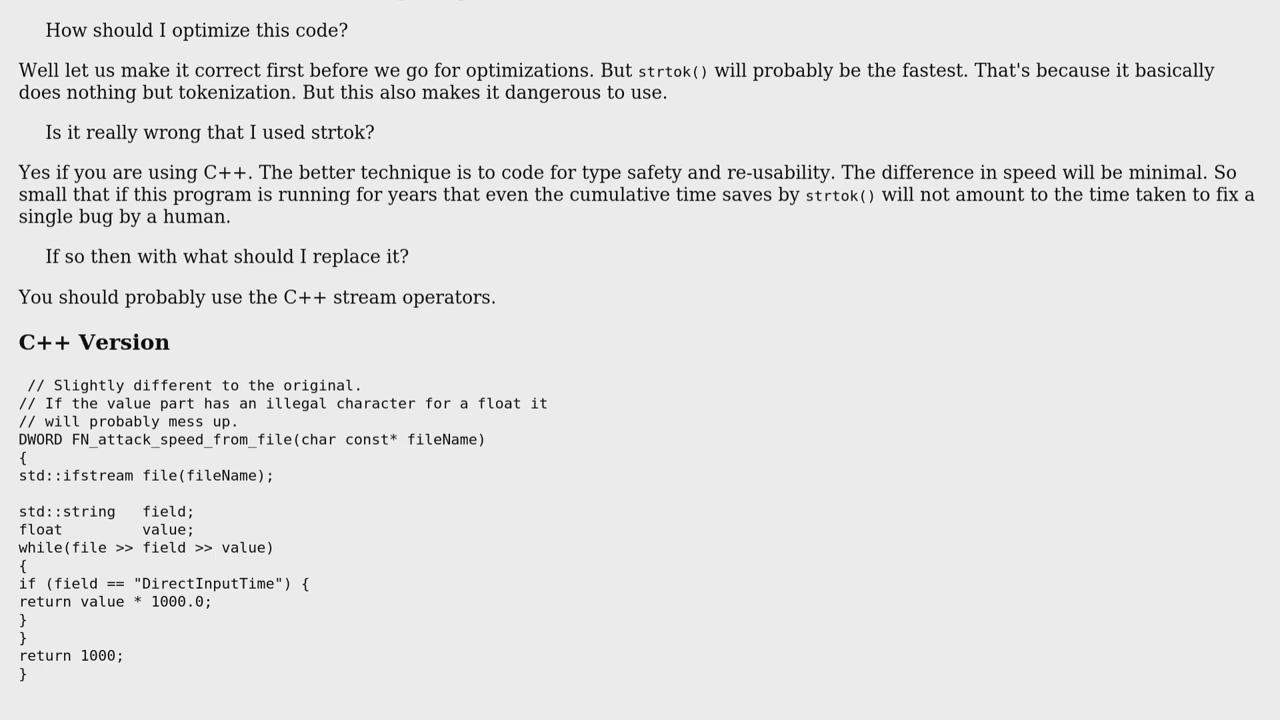 How should I optimize this code?
Well let us make it correct first before we go for optimizations. But strtok() will probably be the fastest. That's because it basically
does nothing but tokenization. But this also makes it dangerous to use.
Is it really wrong that I used strtok?
Yes if you are using C++. The better technique is to code for type safety and re-usability. The difference in speed will be minimal. So
small that if this program is running for years that even the cumulative time saves by strtok() will not amount to the time taken to fix a
single bug by a human.
If so then with what should I replace it?
You should probably use the C++ stream operators.
C++ Version
// Slightly different to the original.
// If the value part has an illegal character for a float it
// will probably mess up.
DWORD FN_attack_speed_from_file(char const* fileName)
{
std::ifstream file(fileName);
std::string   field;
float         value;
while(file >> field >> value)
{
if (field == "DirectInputTime") {
return value * 1000.0;
}
}
return 1000;
}